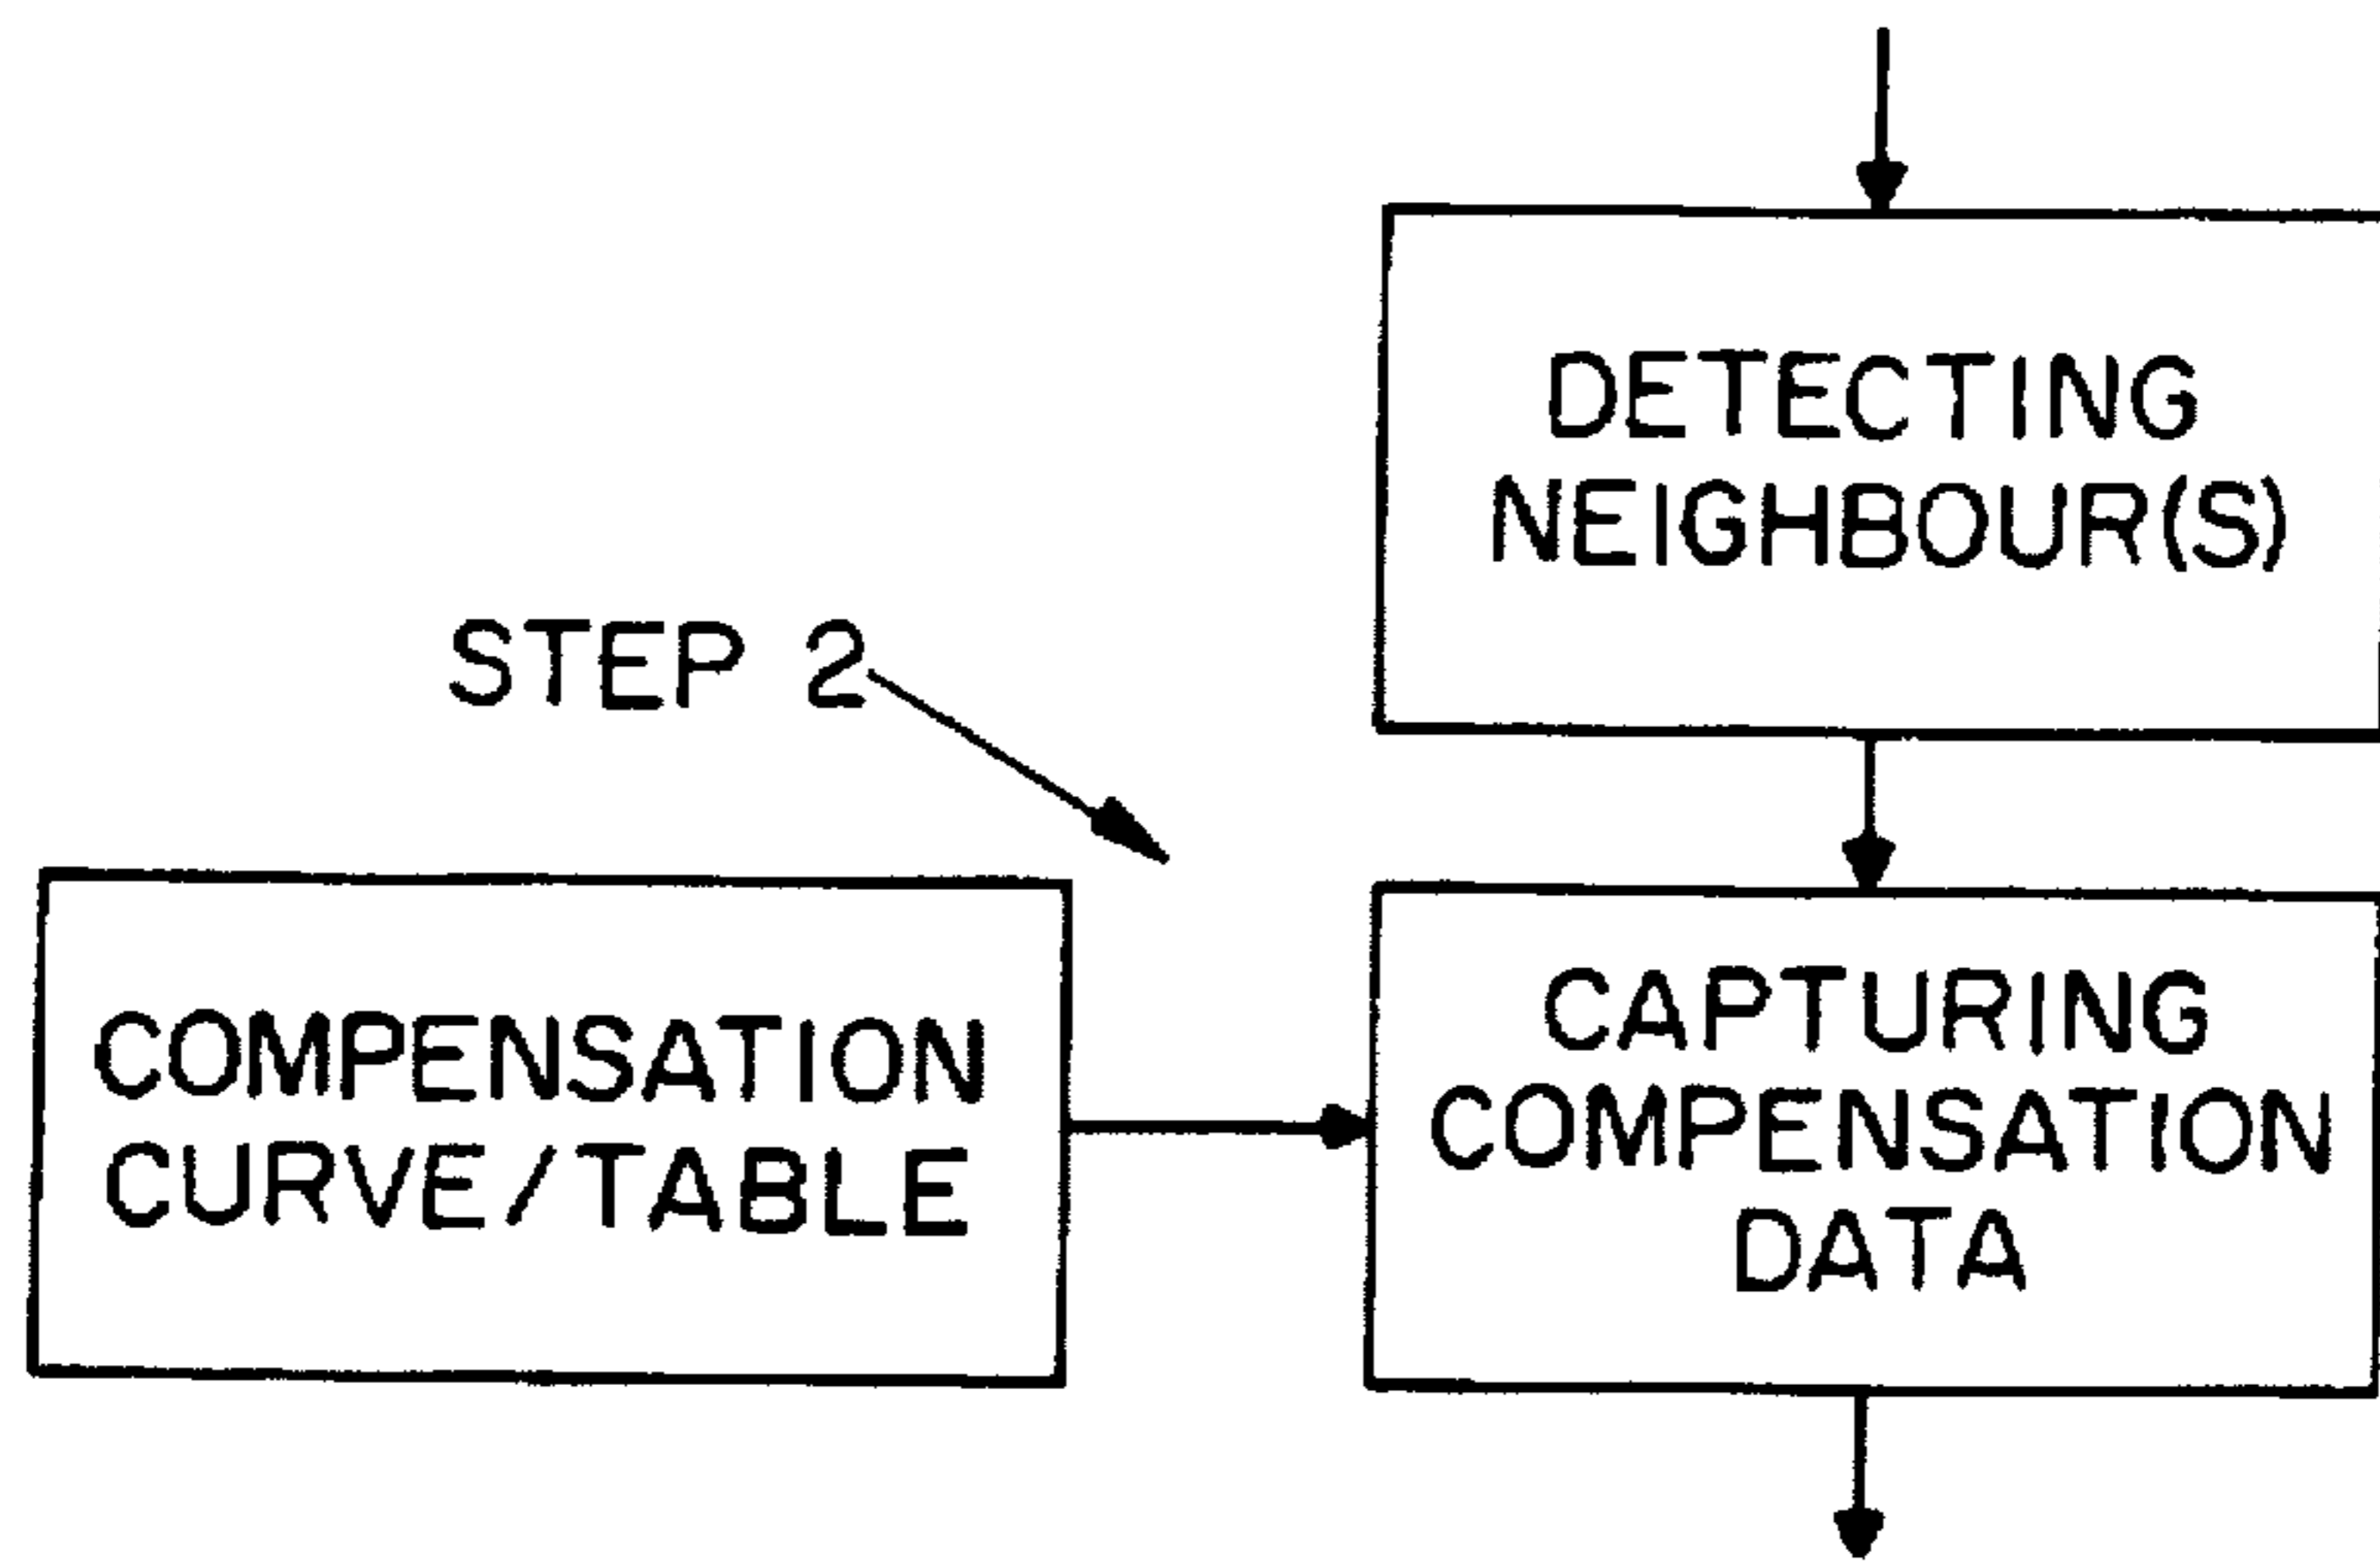 DETECTING
NEIGHBOUR(S)
STEP 2
COMPENSATION
CURVE/TABLE
CAPTURING
COMPENSATION
DATA